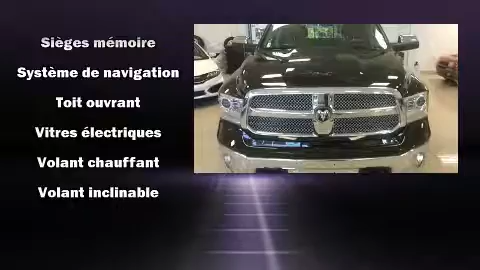 Sièges mémoire
Système de navigation
Toit ouvrant
Vitres électriques
Volant chauffant
Volant inclinable